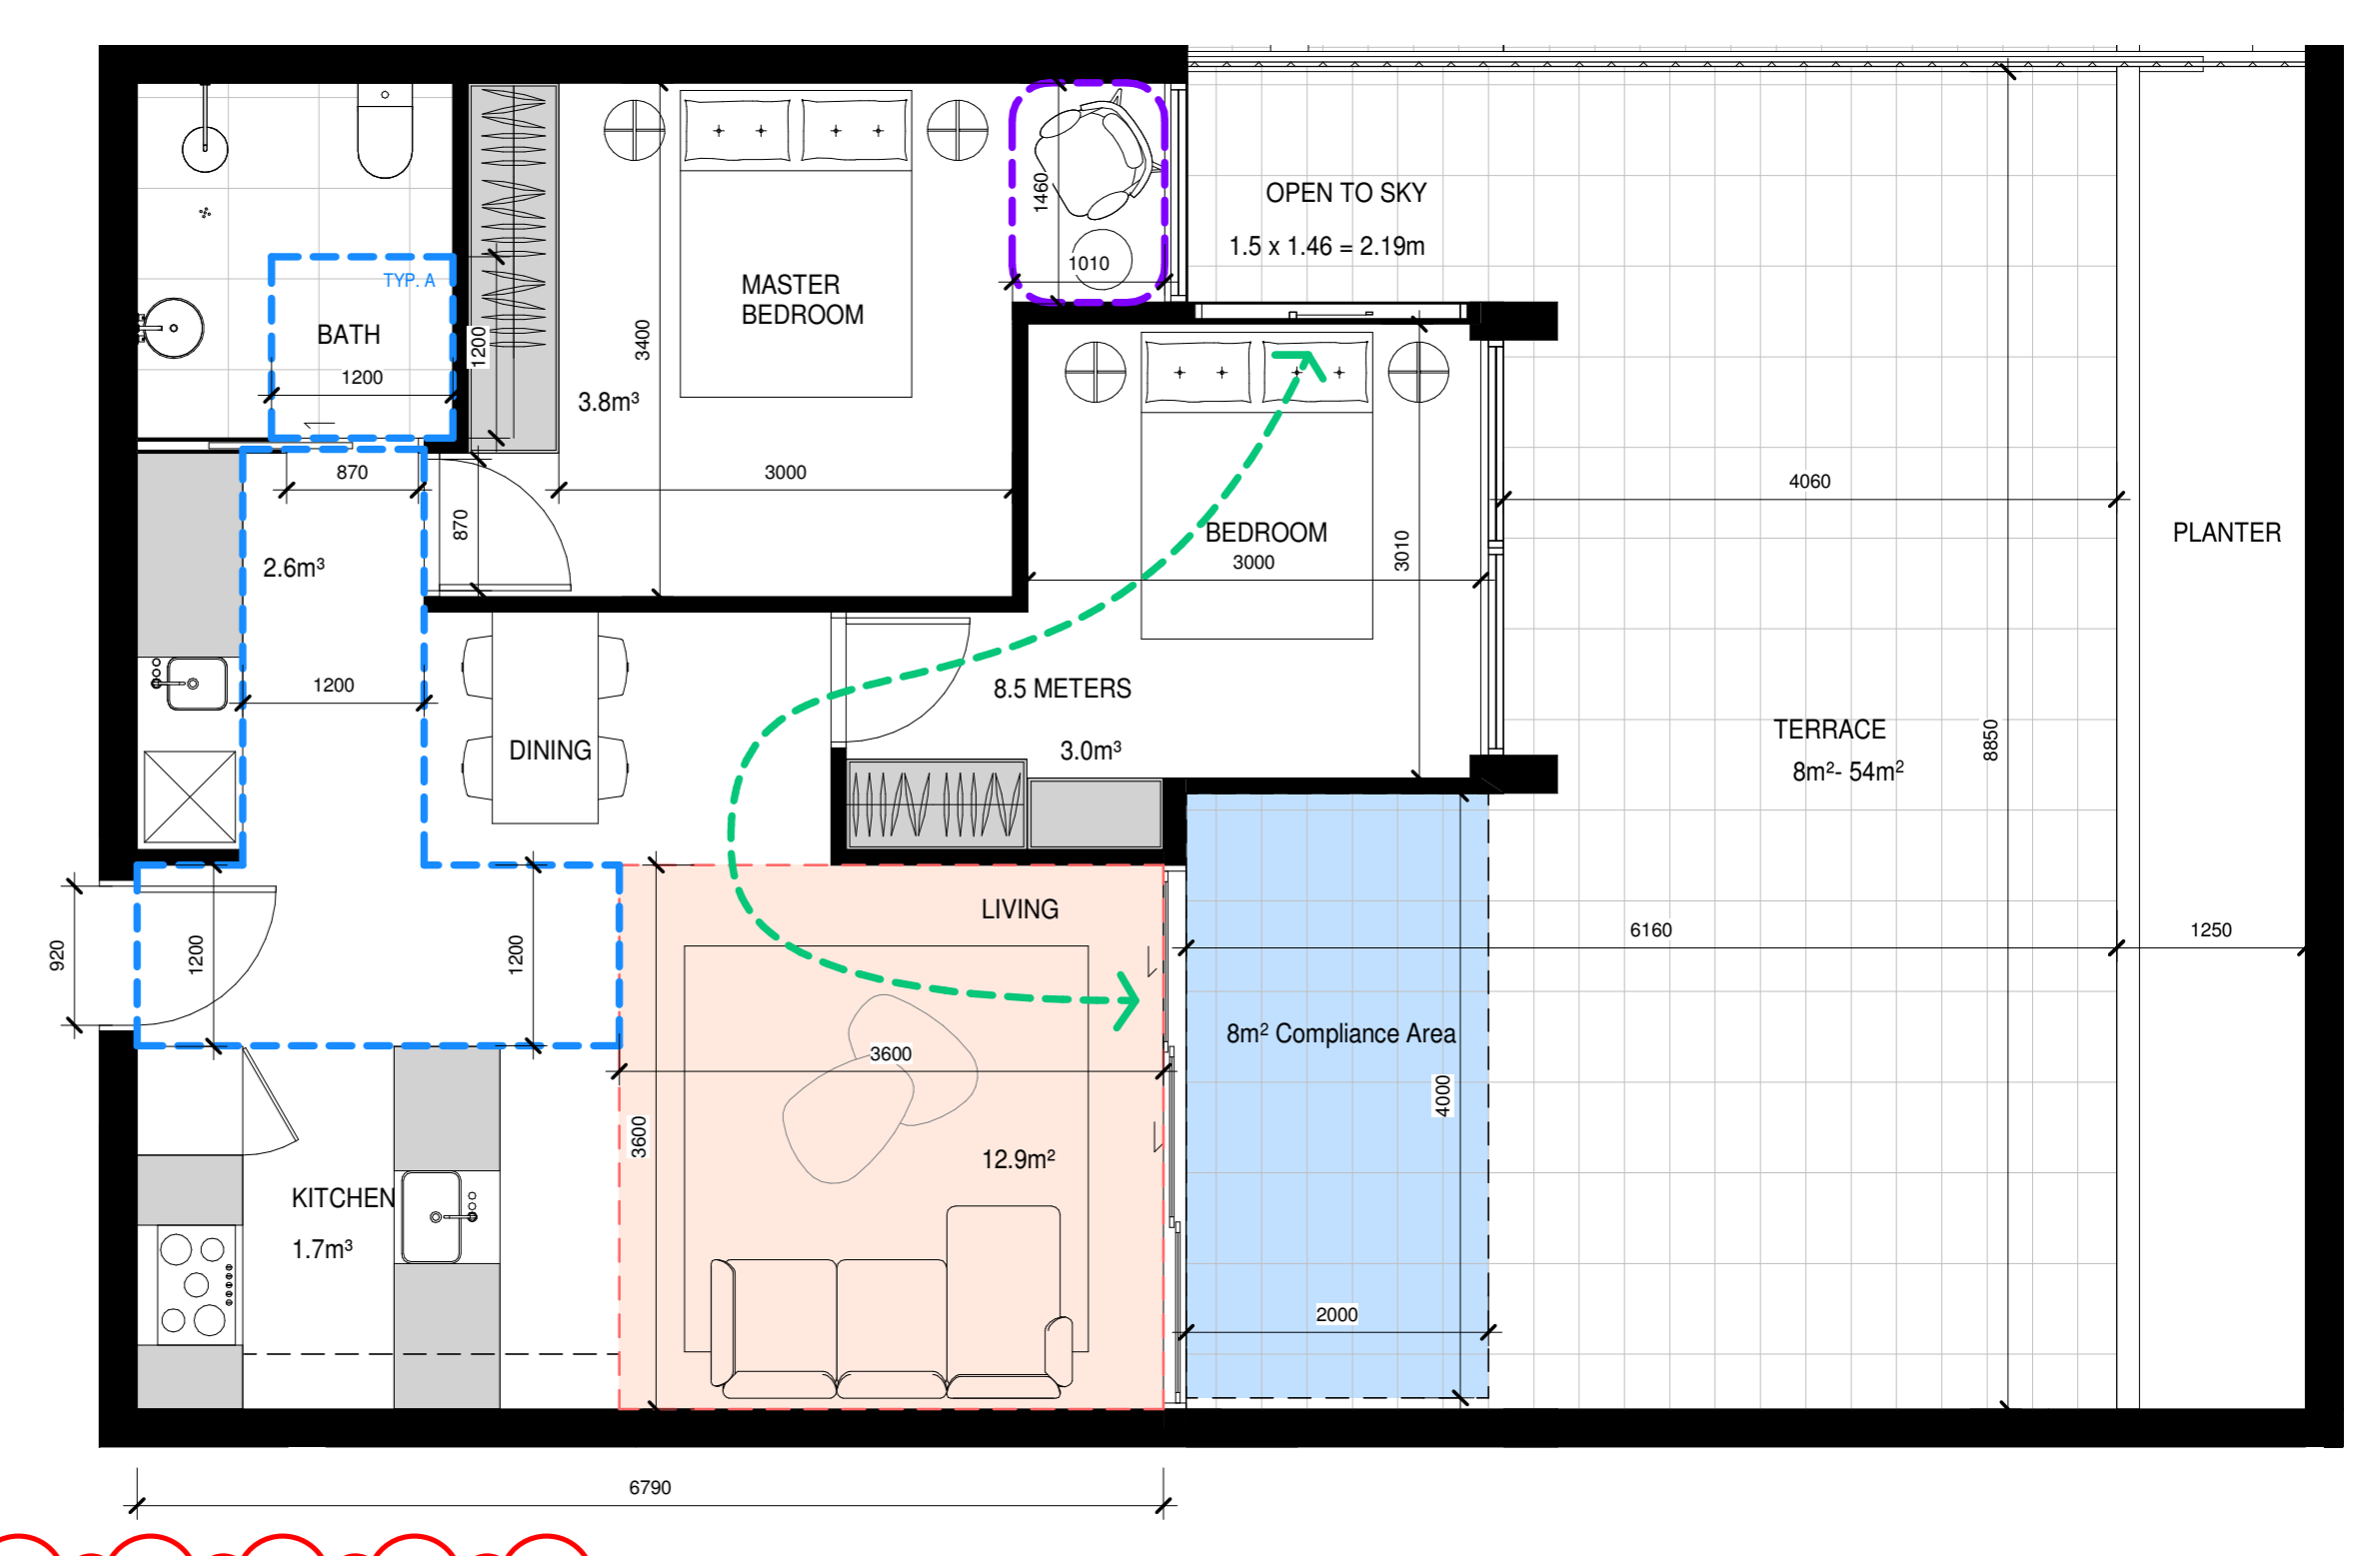 OPEN TO SKY
1.5 x 1.46 = 2.19m
1460
1010
TYP. A
BATH
1200
1200
MASTER
BEDROOM
3400
3.8m³
870
870
3000
2.6m³
BEDROOM
3000
3010
4060
PLANTER
1200
8.5 METERS
3.0m³
DINING
TERRACE
8m²- 54m²
8850
920
1200
1200
LIVING
6160
1250
8m² Compliance Area
3600
3600
4000
12.9m²
KITCHEN
1.7m³
2000
6790